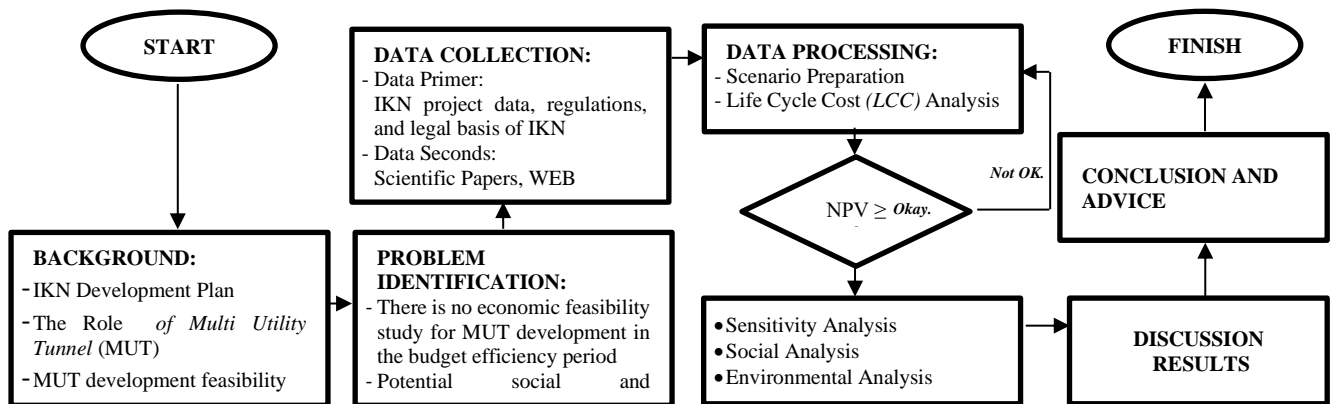 START
BACKGROUND:
- IKN Development Plan
- The Role of Multi Utility
Tunnel (MUT)
- MUT development feasibility
PROBLEM
IDENTIFICATION:
- There is no economic feasibility
study for MUT development in
the budget efficiency period
- Potential social and
DATA COLLECTION:
- Data Primer:
IKN project data, regulations,
and legal basis of IKN
- Data Seconds:
Scientific Papers, WEB
DATA PROCESSING:
- Scenario Preparation
- Life Cycle Cost (LCC) Analysis
NPV ≥ Okay.
Not OK.
• Sensitivity Analysis
• Social Analysis
• Environmental Analysis
DISCUSSION
RESULTS
CONCLUSION AND
ADVICE
FINISH